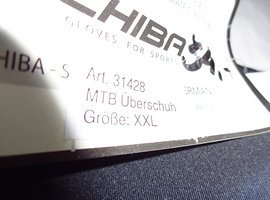 CHIBA
GLOVES FOR SPORTS
HIBA - S
Art. 31428
MTB Überschuh
Größe: XXL